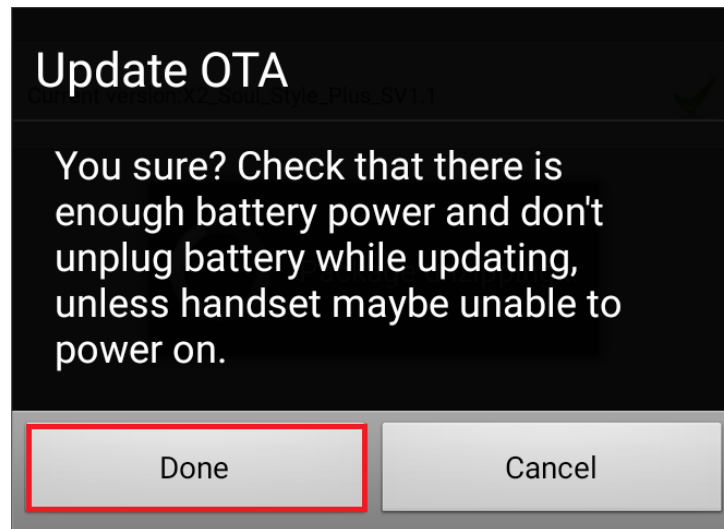 Update OTA
Current version:X2_Soul_Style_Plus_SV1.1
You sure? Check that there is
enough battery power and don't
unplug battery while updating,
unless handset maybe unable to
power on.
Done
Cancel